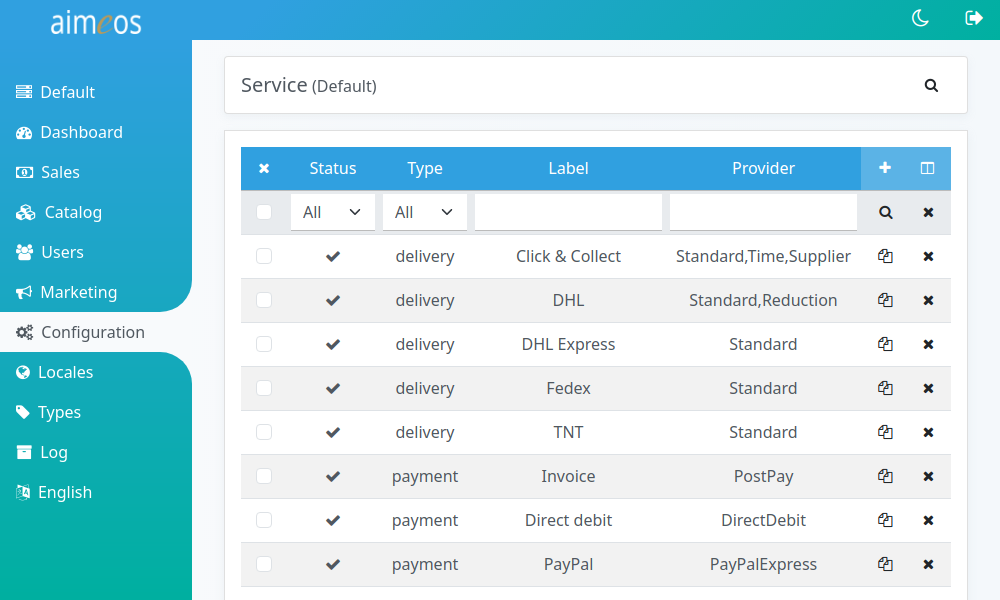 aimeos
Default
Dashboard
Sales
Catalog
Users
Marketing
Configuration
Locales
Types
Log
English
Service (Default)
Status Type Label Provider
All All
delivery Click & Collect Standard,Time,Supplier
delivery DHL Standard,Reduction
delivery DHL Express Standard
delivery Fedex Standard
delivery TNT Standard
payment Invoice PostPay
payment Direct debit DirectDebit
payment PayPal PayPalExpress